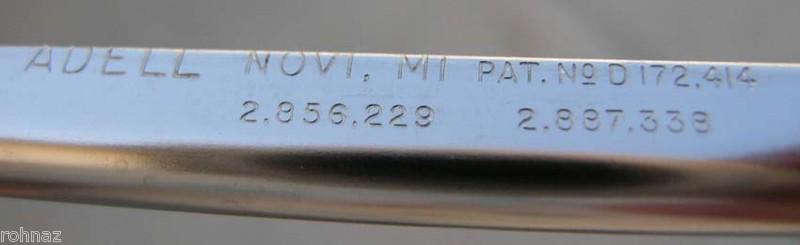 ADELL NOVI, MI PAT. NO D 172,414
2.856.229 2.887.338
rohnaz